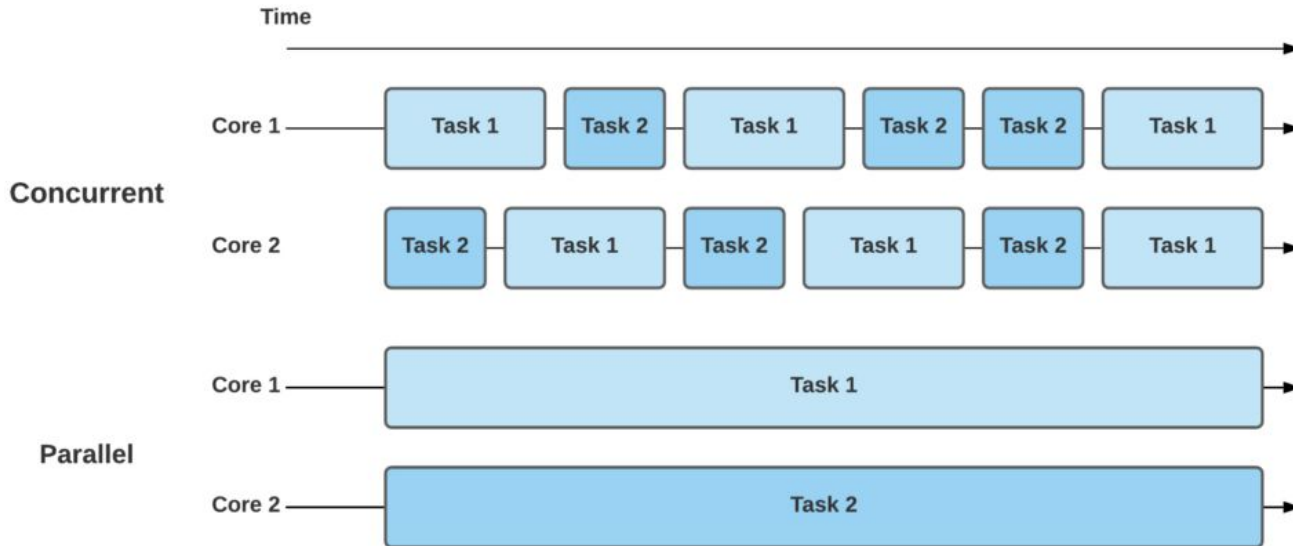 Time
Core 1 Task 1 Task 2 Task 1 Task 2 Task 2 Task 1
Concurrent
Core 2 Task 2 Task 1 Task 2 Task 1 Task 2 Task 1
Core 1 Task 1
Parallel
Core 2 Task 2